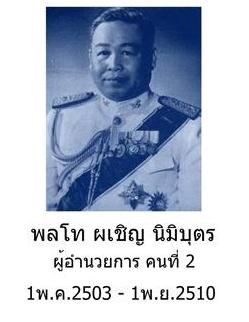 พลโท ผเชิญ นิมิบุตร
ผู้อำนวยการ คนที่ 2
1พ.ค.2503 - 1พ.ย.2510